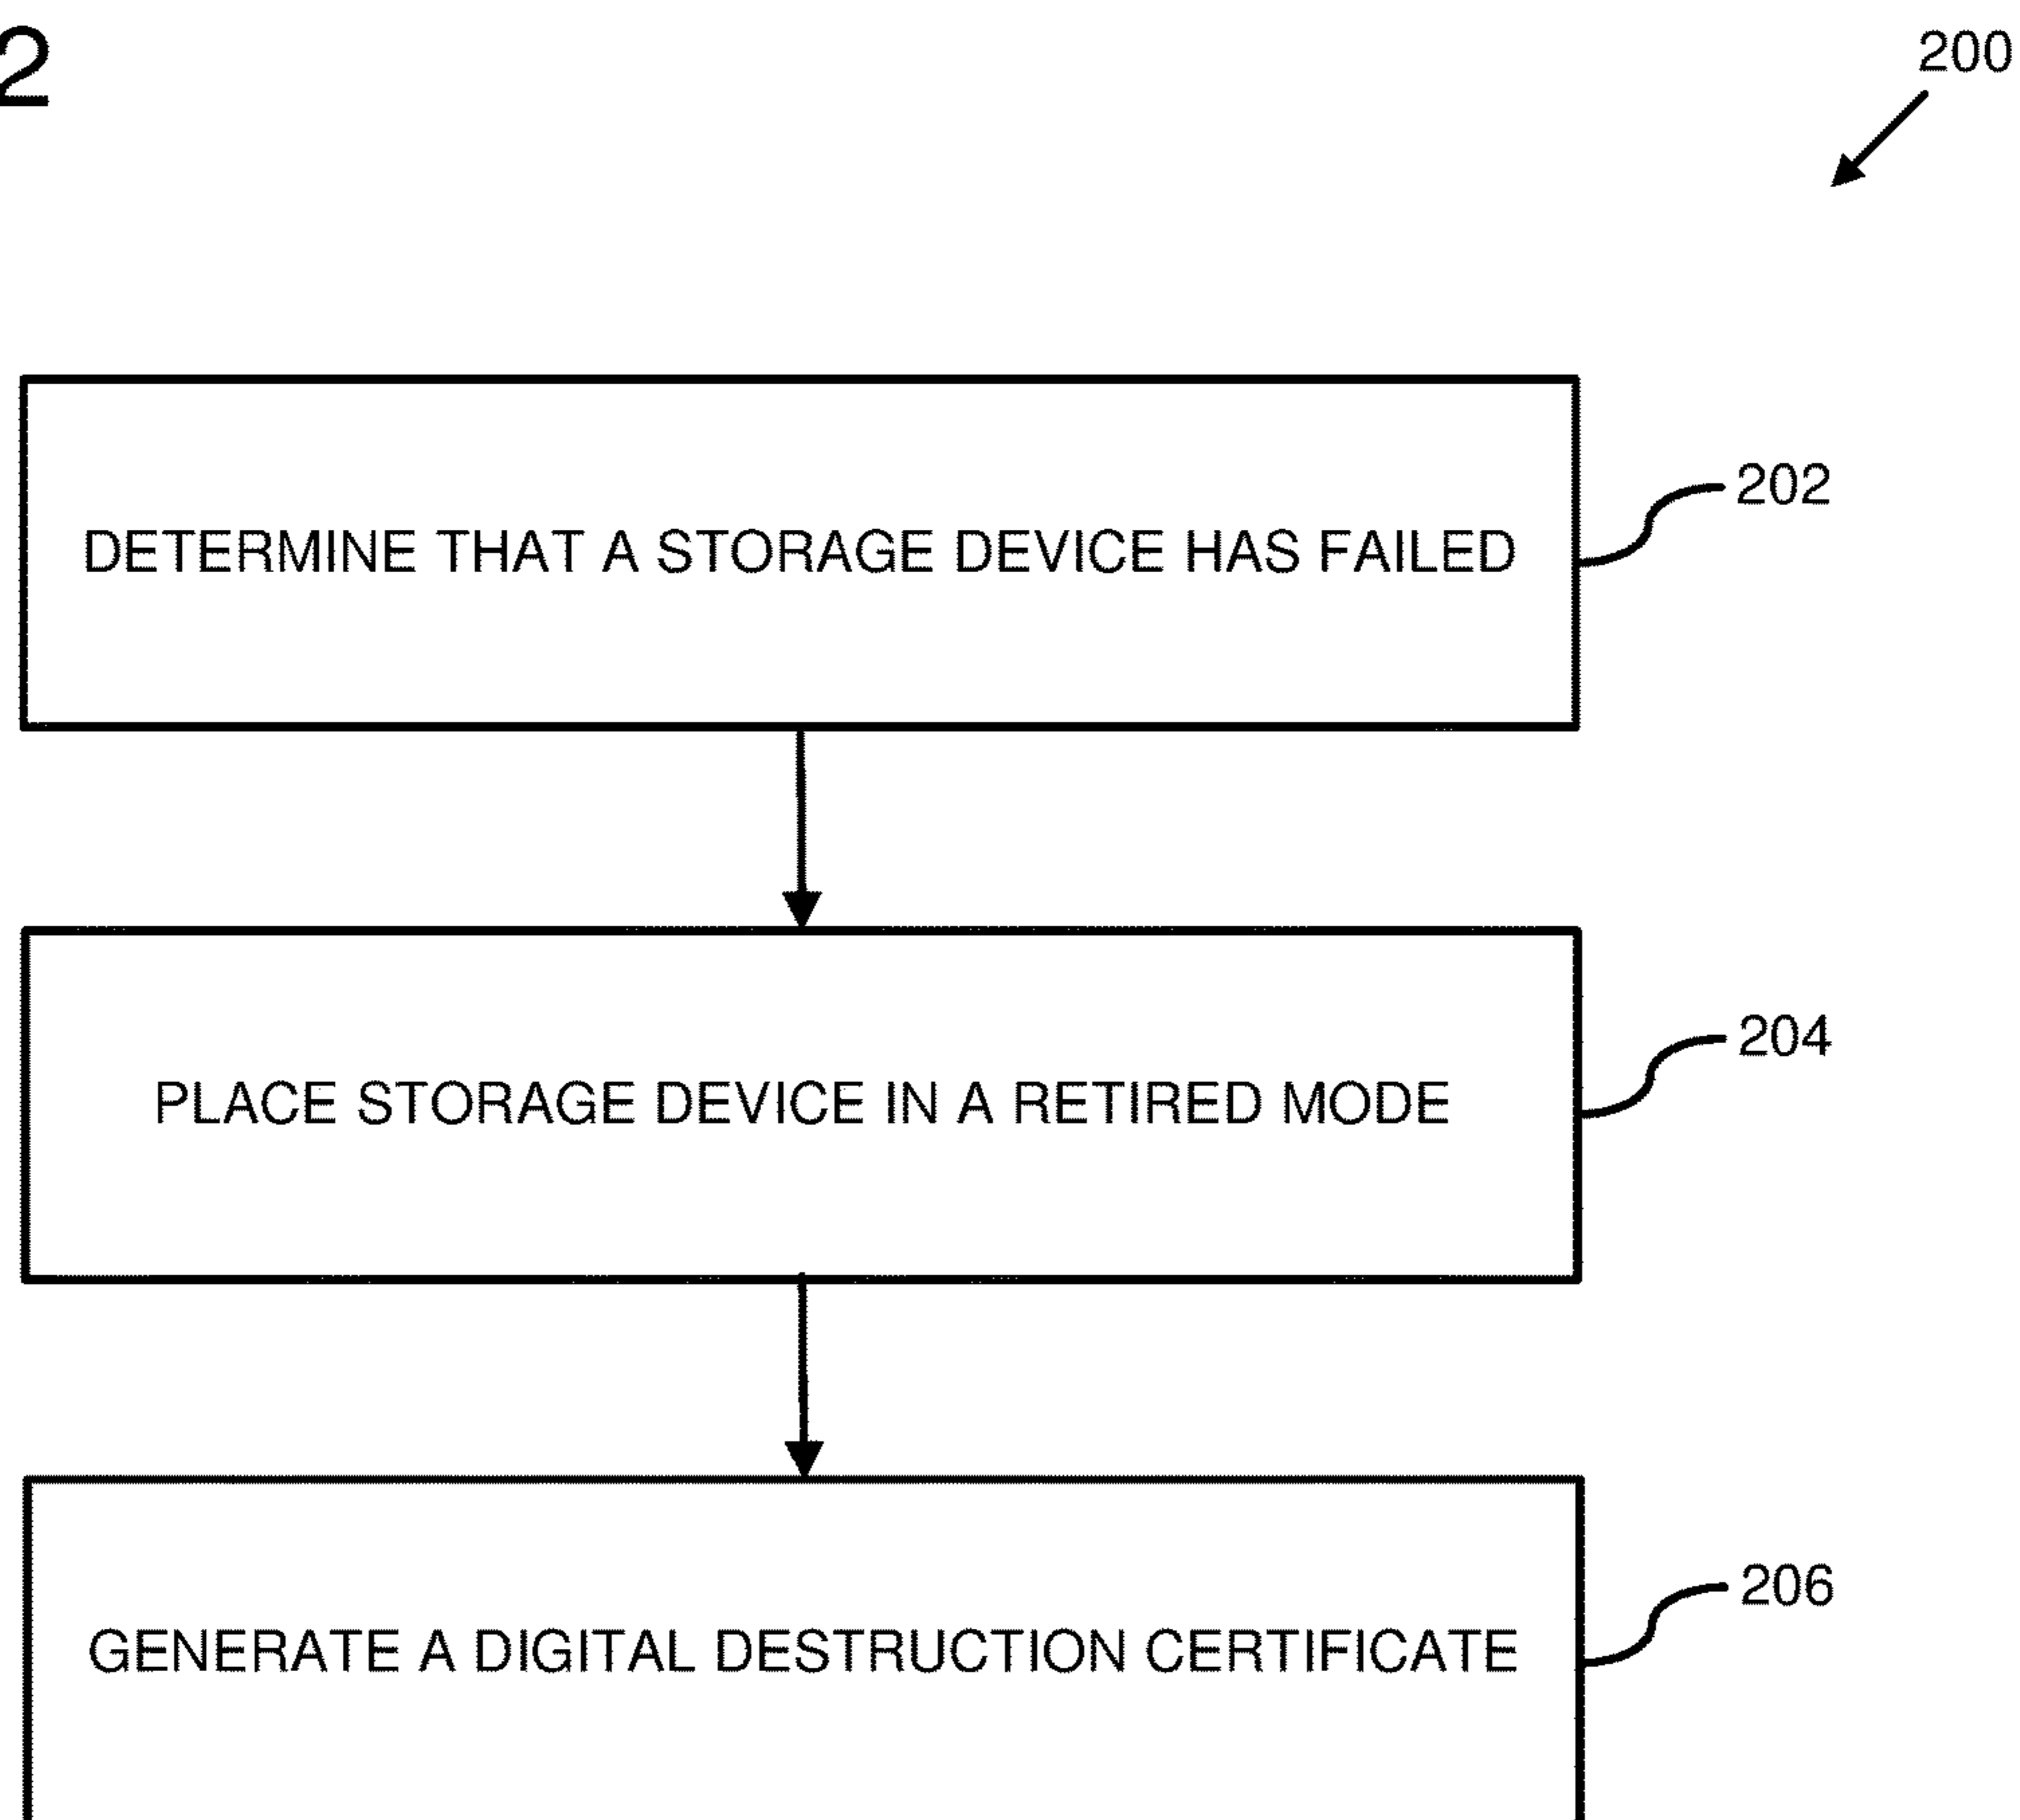 2
200
DETERMINE THAT A STORAGE DEVICE HAS FAILED
202
PLACE STORAGE DEVICE IN A RETIRED MODE
204
GENERATE A DIGITAL DESTRUCTION CERTIFICATE
206